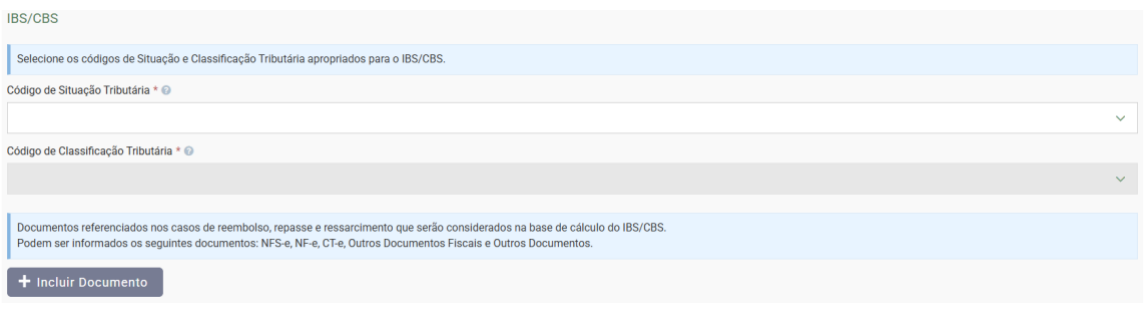 IBS/CBS
Selecione os códigos de Situação e Classificação Tributária apropriados para o IBS/CBS.
Código de Situação Tributária * ?
Código de Classificação Tributária * ?
Documentos referenciados nos casos de reembolso, repasse e ressarcimento que serão considerados na base de cálculo do IBS/CBS.
Podem ser informados os seguintes documentos: NFS-e, NF-e, CT-e, Outros Documentos Fiscais e Outros Documentos.
+ Incluir Documento